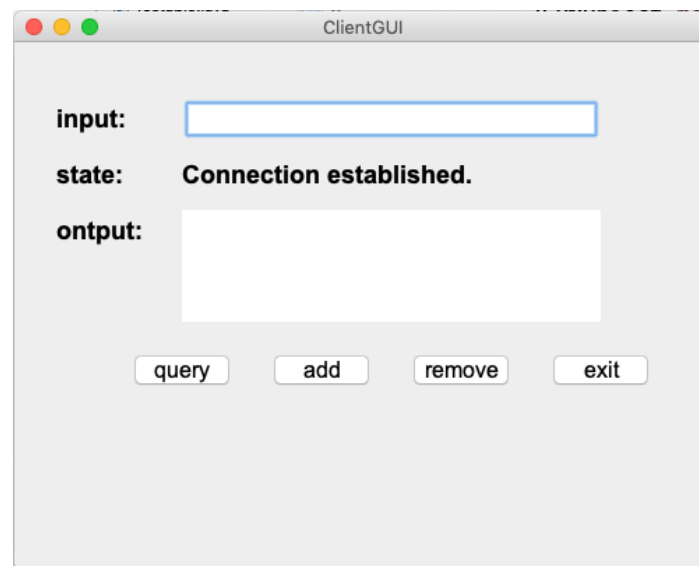 ClientGUI
input:
state: Connection established.
ontput:
query add remove exit